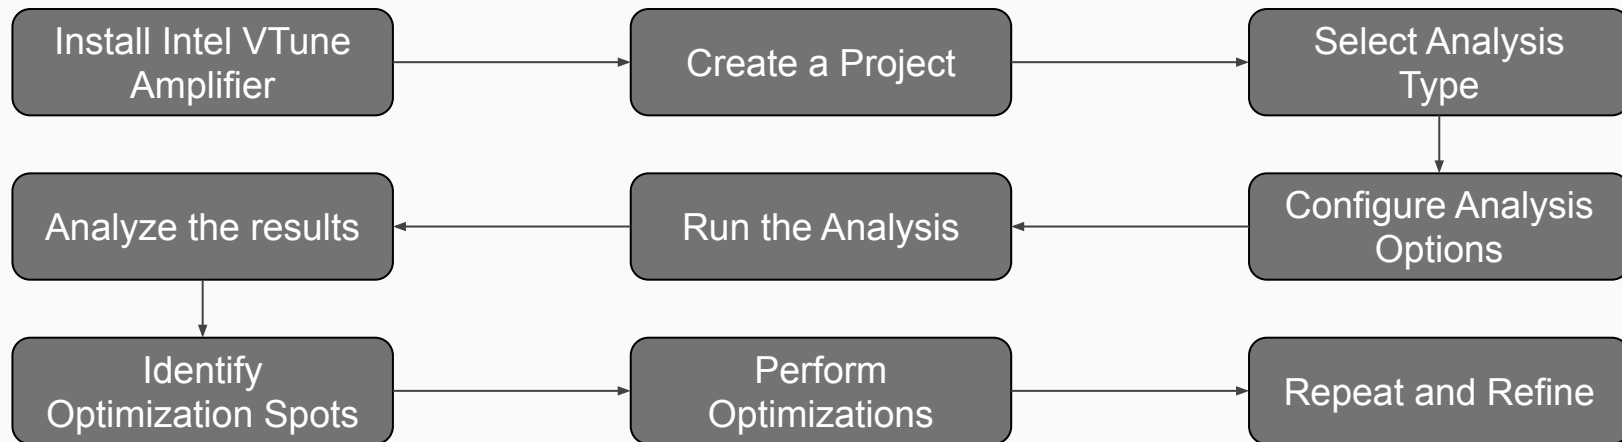 Install Intel VTune
Amplifier
Create a Project
Select Analysis
Type
Configure Analysis
Options
Run the Analysis
Analyze the results
Identify
Optimization Spots
Perform
Optimizations
Repeat and Refine